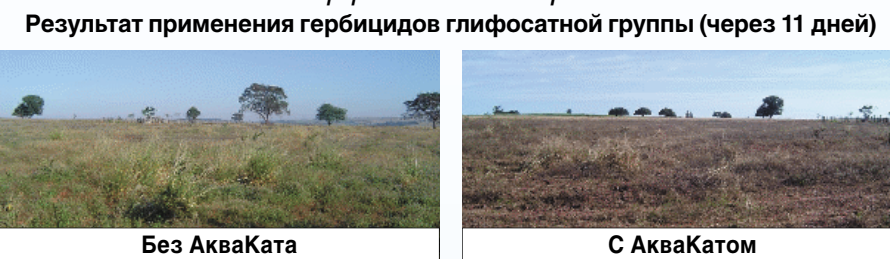 Результат применения гербицидов глифосатной группы (через 11 дней)
Без АкваКата
С АкваКатом